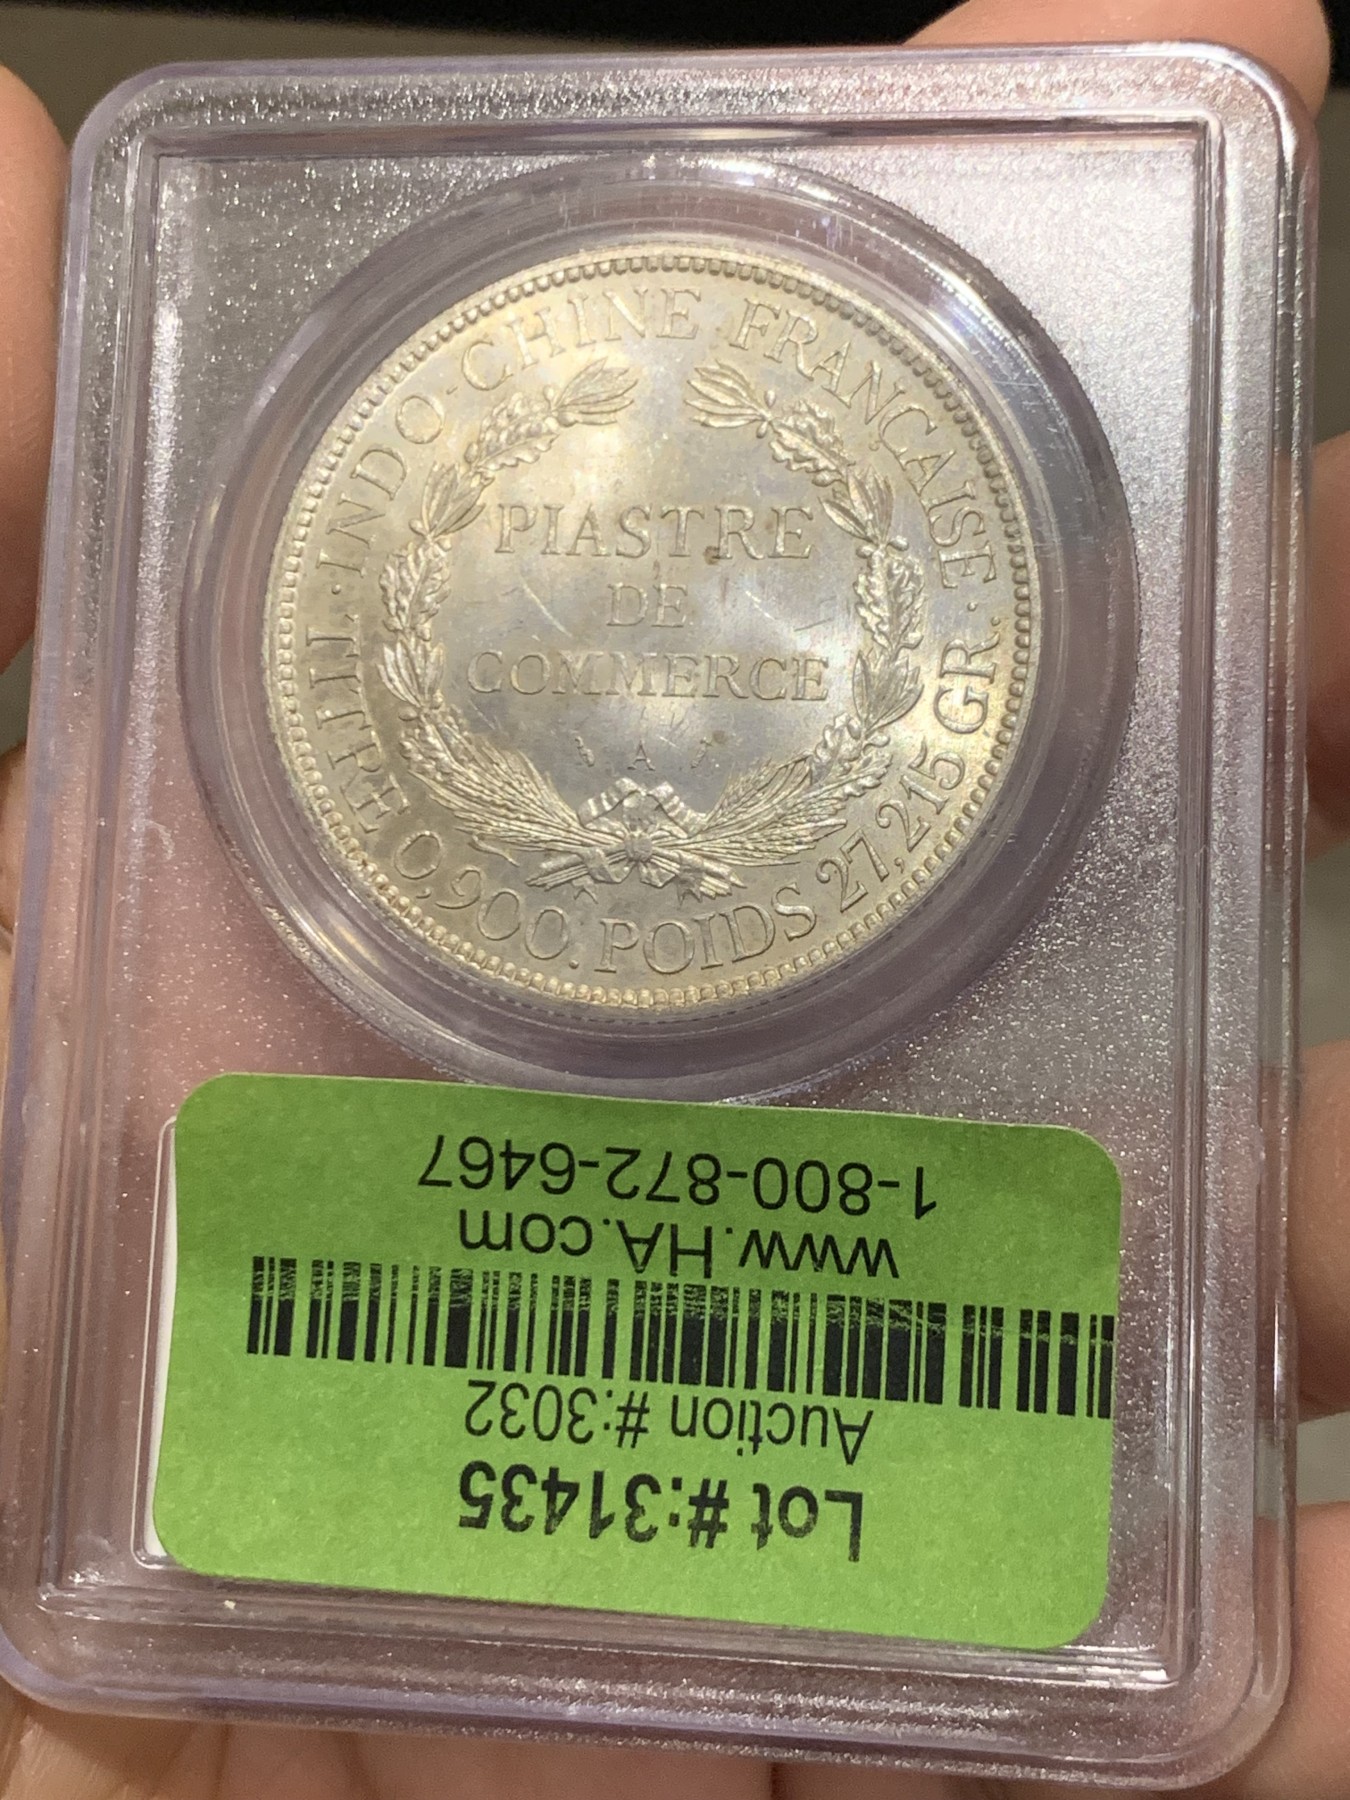 INDO-CHINE FRANÇAISE
PIASTRE
DE
COMMERCE
A
TITRE 0,900. POIDS 27,215 GR.
Lot #:31435
Auction #:3032
www.HA.com
1-800-872-6467